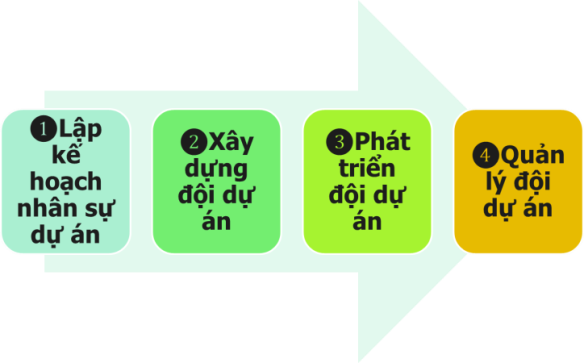 ❶Lập
kế
hoạch
nhân sự
dự án
❷Xây
dựng
đội dự
án
❸Phát
triển
đội dự
án
❹Quản
lý đội
dự án